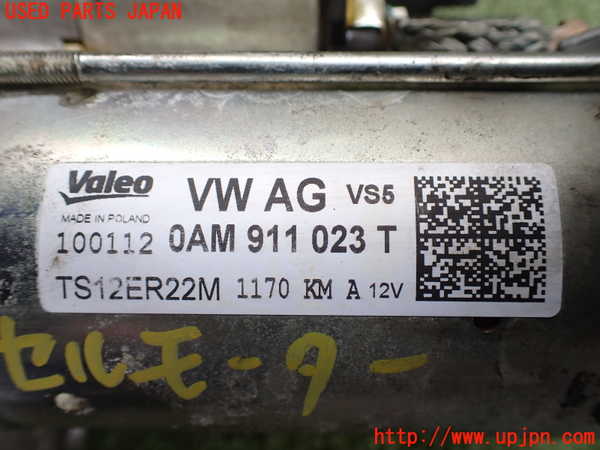 USED PARTS JAPAN
Valeo
VW AG VS5
MADE IN POLAND
100112 0AM 911 023 T
TS12ER22M 1170 KM A 12V
セルモーター
http://www.upjpn.com/